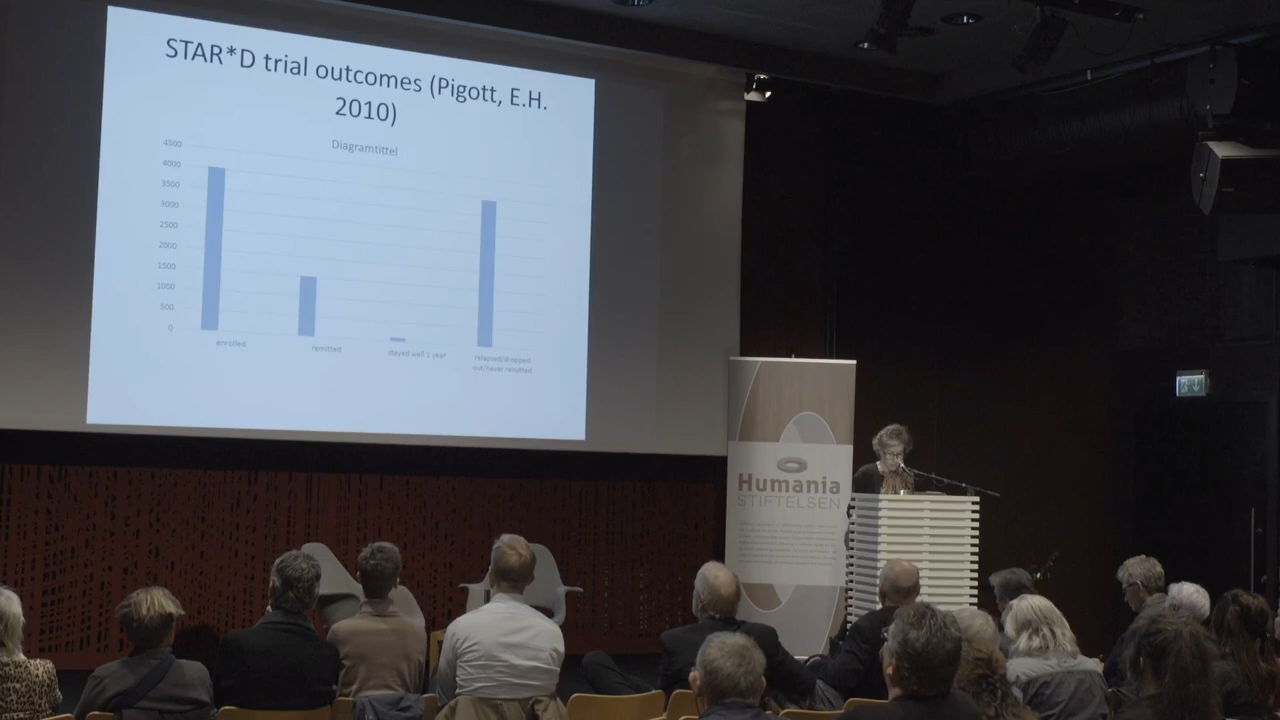 STAR*D trial outcomes (Pigott, E.H.
2010)
Diagramtittel
4500
4000
3500
3000
2500
2000
1500
1000
500
0
enrolled
remitted
stayed well 1 year
relapsed/dropped
out/never remitted
Humania
STIFTELSEN